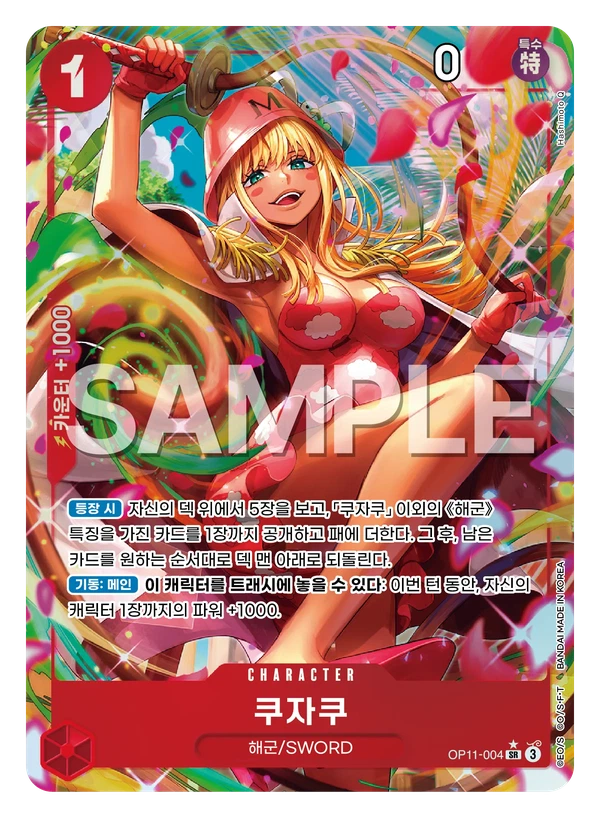 1
0
특수
特
Hashimoto Q
M
카운터 +1000
SAMPLE
등장 시 자신의 덱 위에서 5장을 보고, 「쿠자쿠」 이외의 《해군》
특징을 가진 카드를 1장까지 공개하고 패에 더한다. 그 후, 남은
카드를 원하는 순서대로 덱 맨 아래로 되돌린다.
기동: 메인 이 캐릭터를 트래시에 놓을 수 있다: 이번 턴 동안, 자신의
캐릭터 1장까지의 파워 +1000.
CHARACTER
쿠자쿠
해군/SWORD
OP11-004 SR 3
©E.O/S ©O/S・F・T BANDAI MADE IN KOREA